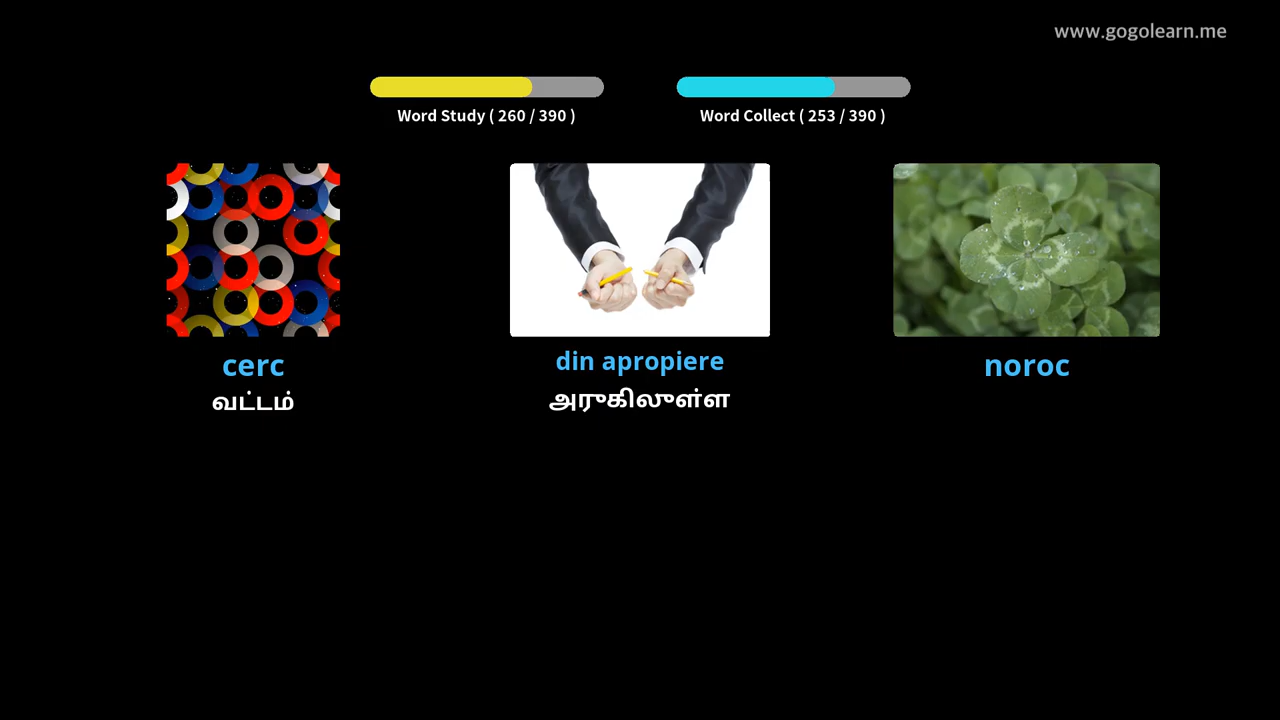 www.gogolearn.me
Word Study ( 260 / 390 )
Word Collect ( 253 / 390 )
cerc
வட்டம்
din apropiere
அருகிலுள்ள
noroc